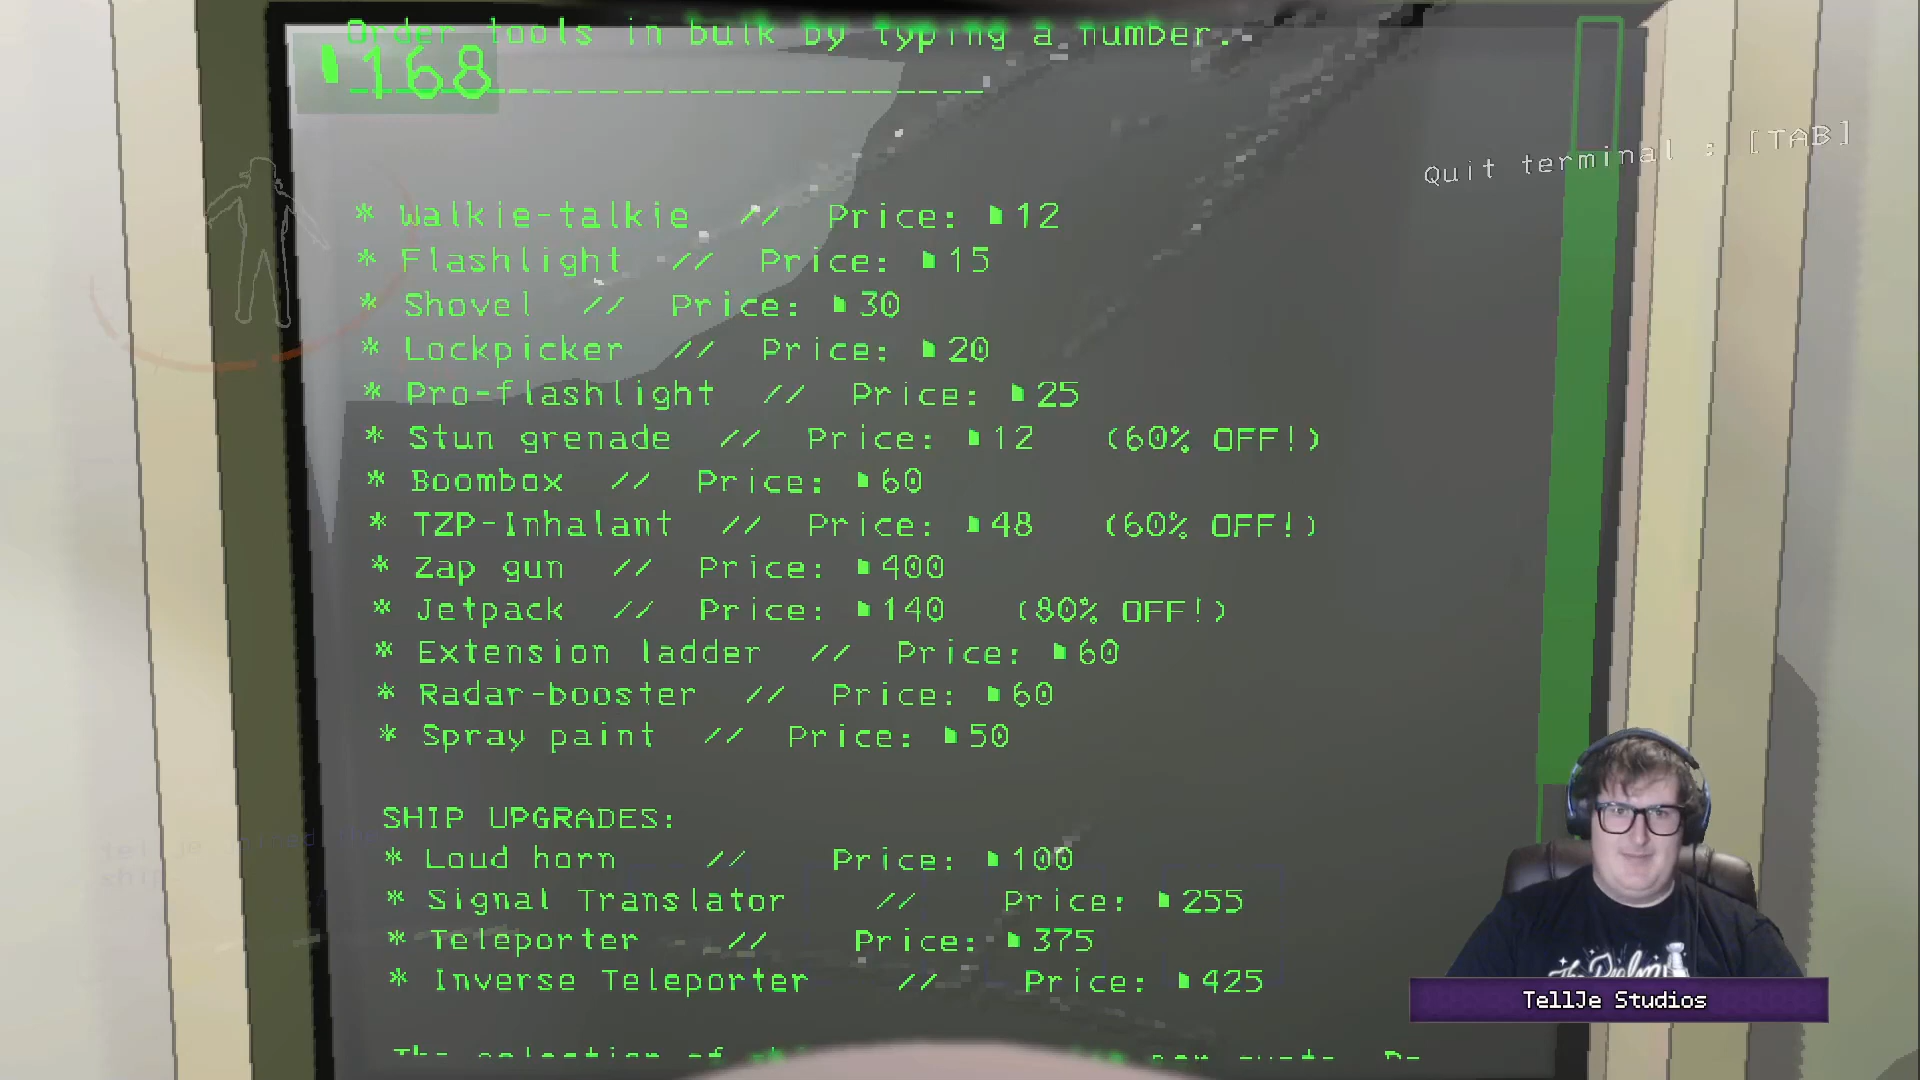 Order tools in bulk by typing a number.
168
Quit terminal : [TAB]
* Walkie-talkie // Price: 12
* Flashlight // Price: 15
* Shovel // Price: 30
* Lockpicker // Price: 20
* Pro-flashlight // Price: 25
* Stun grenade // Price: 12 (60% OFF!)
* Boombox // Price: 60
* TZP-Inhalant // Price: 48 (60% OFF!)
* Zap gun // Price: 400
* Jetpack // Price: 140 (80% OFF!)
* Extension ladder // Price: 60
* Radar-booster // Price: 60
* Spray paint // Price: 50
SHIP UPGRADES:
* Loud horn // Price: 100
* Signal Translator // Price: 255
* Teleporter // Price: 375
* Inverse Teleporter // Price: 425
The selection of
per
TellJe Studios